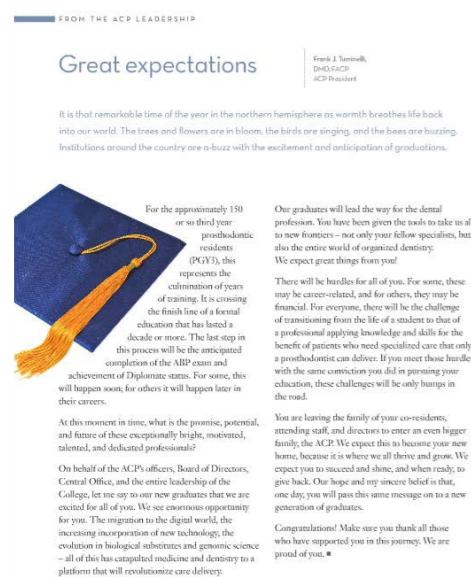 FROM THE ACP LEADERSHIP
Great expectations
Frank J. Tuminelli,
DMD, FACP
ACP President
It is that remarkable time of the year in the northern hemisphere as warmth breathes life back
into our world. The trees and flowers are in bloom, the birds are singing, and the bees are buzzing.
Institutions around the country are a-buzz with the excitement and anticipation of graduations.
For the approximately 150
or so third year
prosthodontic
residents
(PGY3), this
represents the
culmination of years
of training. It is crossing
the finish line of a formal
education that has lasted a
decade or more. The last step in
this process will be the anticipated
completion of the ABP exam and
achievement of Diplomate status. For some, this
will happen soon; for others it will happen later in
their careers.
At this moment in time, what is the promise, potential,
and future of these exceptionally bright, motivated,
talented, and dedicated professionals?
On behalf of the ACP's officers, Board of Directors,
Central Office, and the entire leadership of the
College, let me say to our new graduates that we are
excited for all of you. We see enormous opportunity
for you. The migration to the digital world, the
increasing incorporation of new technology, the
evolution in biological substitutes and genomic science
– all of this has catapulted medicine and dentistry to a
platform that will revolutionize care delivery.
Our graduates will lead the way for the dental
profession. You have been given the tools to take us al
to new frontiers – not only your fellow specialists, but
also the entire world of organized dentistry.
We expect great things from you!
There will be hurdles for all of you. For some, these
may be career-related, and for others, they may be
financial. For everyone, there will be the challenge
of transitioning from the life of a student to that of
a professional applying knowledge and skills for the
benefit of patients who need specialized care that only
a prosthodontist can deliver. If you meet those hurdle
with the same conviction you did in pursuing your
education, these challenges will be only bumps in
the road.
You are leaving the family of your co-residents,
attending staff, and directors to enter an even bigger
family, the ACP. We expect this to become your new
home, because it is where we all thrive and grow. We
expect you to succeed and shine, and when ready, to
give back. Our hope and my sincere belief is that,
one day, you will pass this same message on to a new
generation of graduates.
Congratulations! Make sure you thank all those
who have supported you in this journey. We are
proud of you. ■